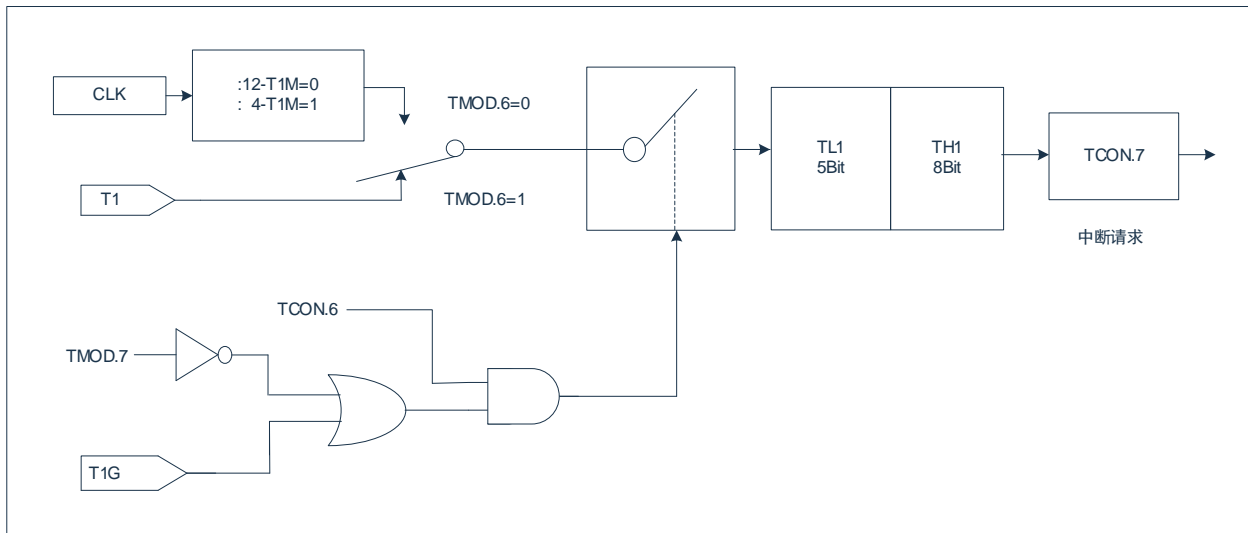 CLK
:12-T1M=0
: 4-T1M=1
TMOD.6=0
T1
TMOD.6=1
TL1
5Bit
TH1
8Bit
TCON.7
中断请求
TCON.6
TMOD.7
T1G